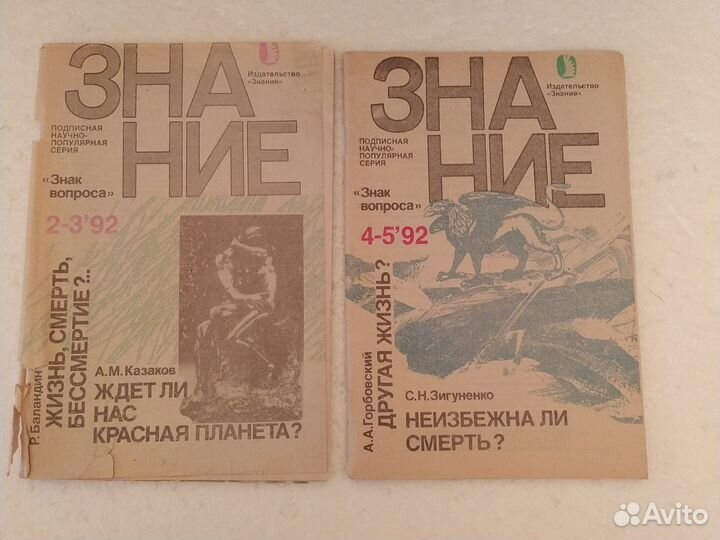 ЗНА
НИЕ
Издательство
«Знание»
ПОДПИСНАЯ
НАУЧНО-
ПОПУЛЯРНАЯ
СЕРИЯ
«Знак
вопроса»
2-3'92
Р. Баландин
ЖИЗНЬ, СМЕРТЬ,
БЕССМЕРТИЕ?..
А.М.Казаков
ЖДЕТ ЛИ
НАС
КРАСНАЯ ПЛАНЕТА?
ЗНА
НИЕ
Издательство
«Знание»
ПОДПИСНАЯ
НАУЧНО-
ПОПУЛЯРНАЯ
СЕРИЯ
«Знак
вопроса»
4-5'92
А.А.Горбовский
ДРУГАЯ ЖИЗНЬ?
С.Н.Зигуненко
НЕИЗБЕЖНА ЛИ
СМЕРТЬ?
Avito